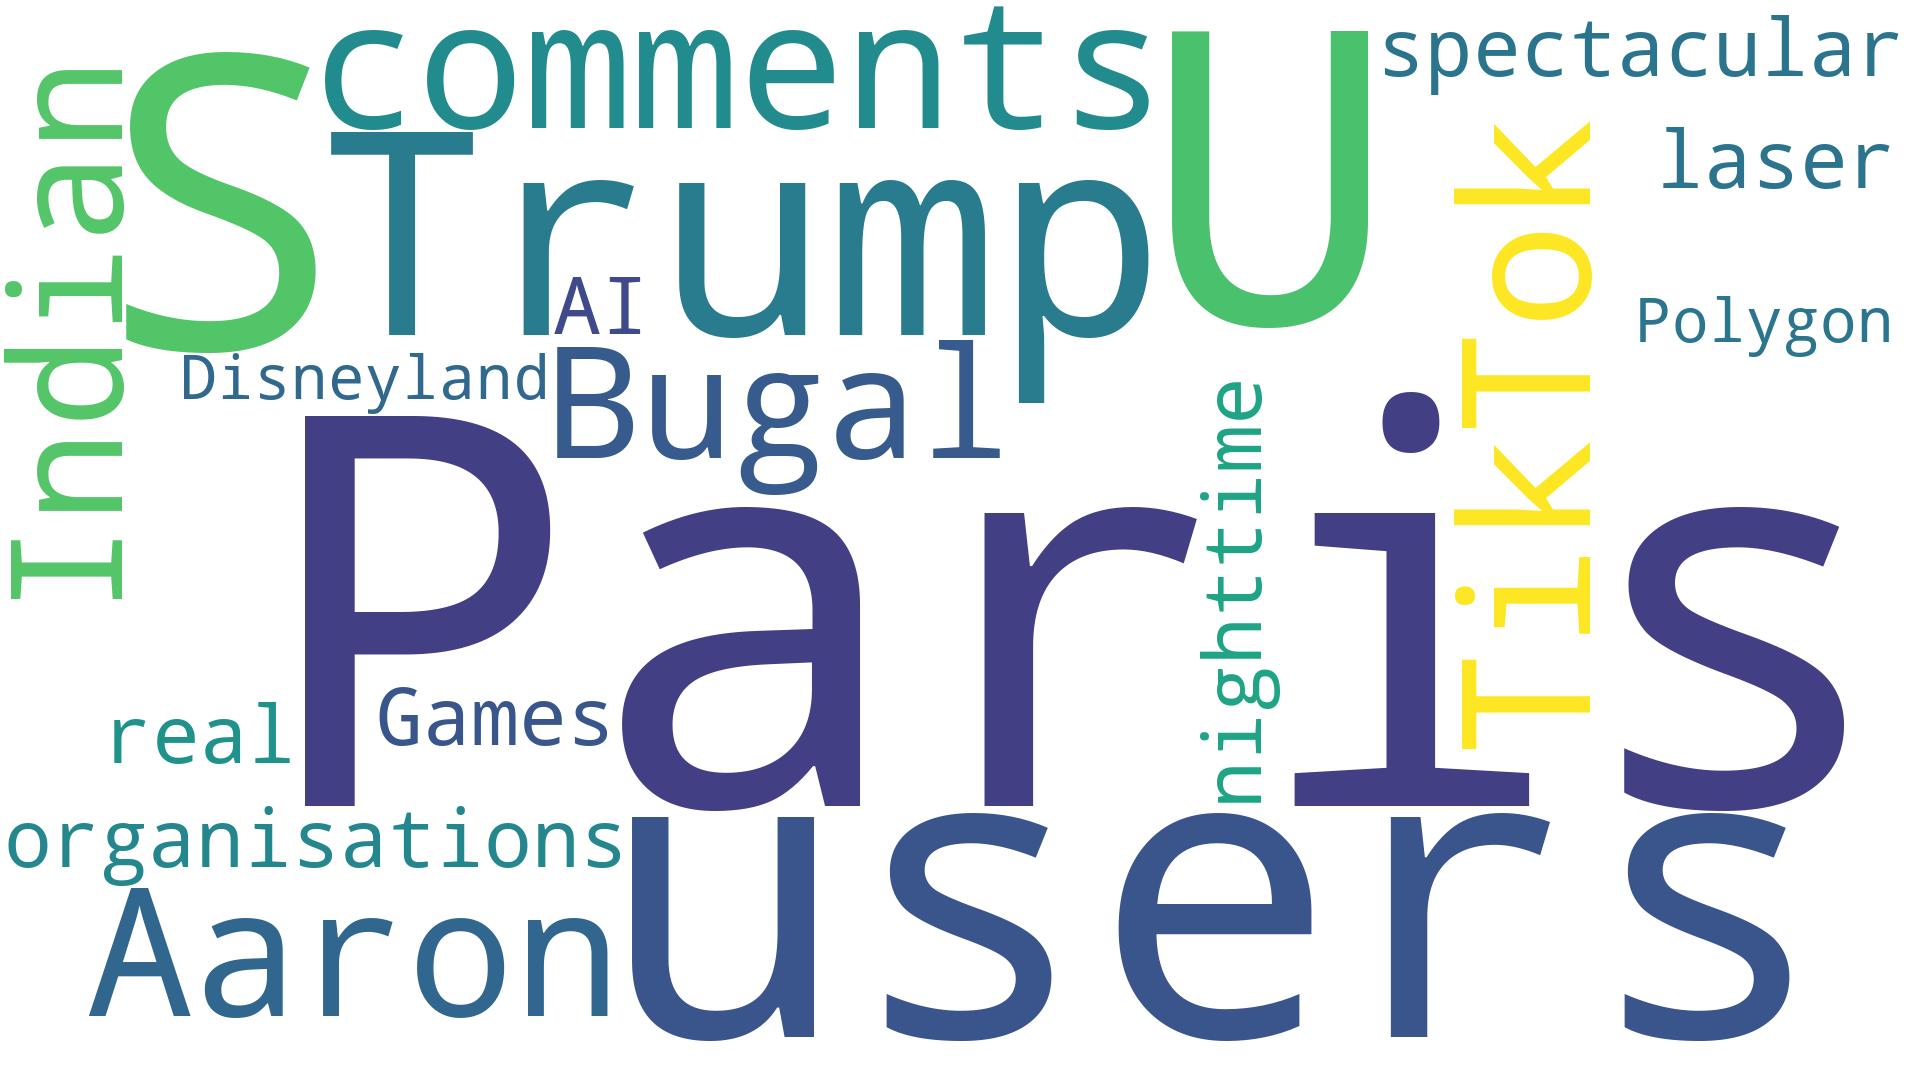 comments
spectacular
S
U
Indian
Trump
TikTok
laser
AI
Polygon
Disneyland
Bugal
nighttime
Paris
Games
real
organisations
users
Aaron